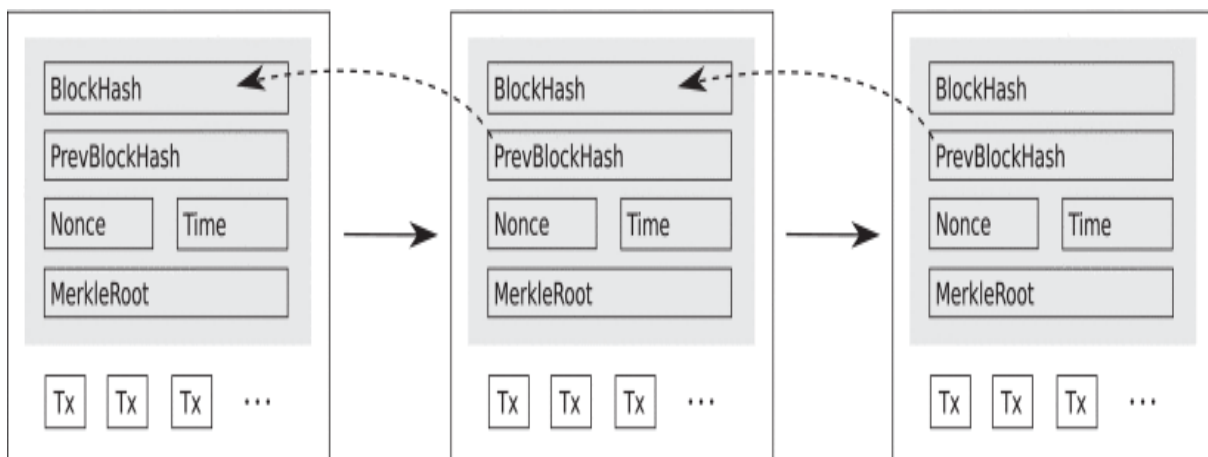 BlockHash
PrevBlockHash
Nonce Time
MerkleRoot
Tx Tx Tx ...
BlockHash
PrevBlockHash
Nonce Time
MerkleRoot
Tx Tx Tx ...
BlockHash
PrevBlockHash
Nonce Time
MerkleRoot
Tx Tx Tx ...